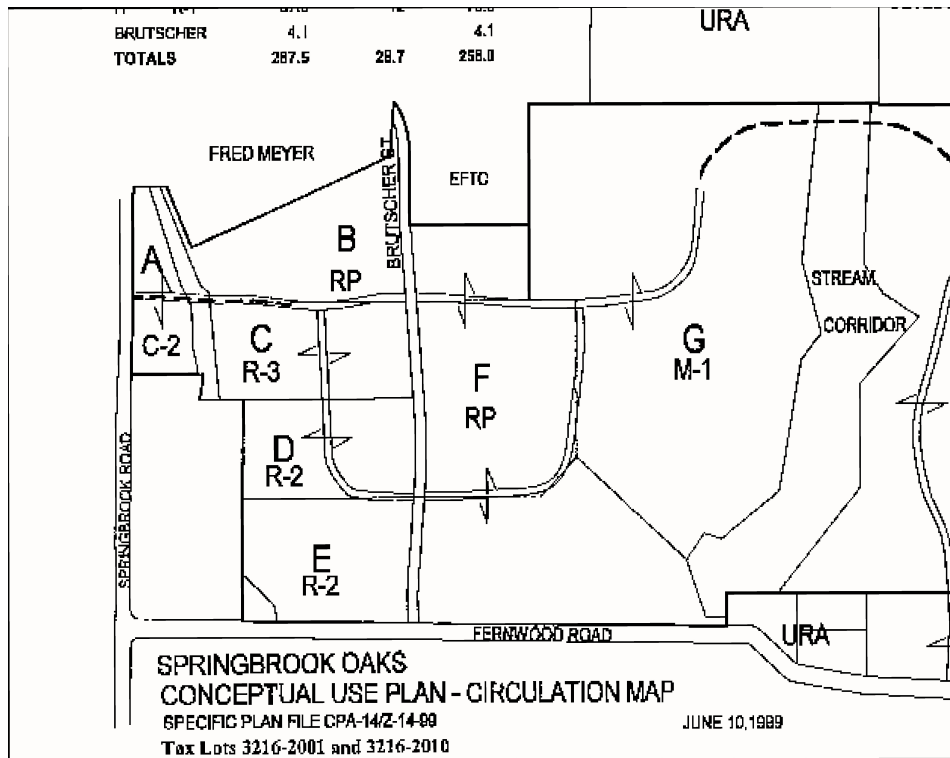 BRUTSCHER 4.1 4.1
TOTALS 287.5 28.7 258.0
URA
FRED MEYER
BRUTSCHER ST.
EFTC
A
B
RP
STREAM
CORRIDOR
C-2
C
R-3
F
RP
G
M-1
D
R-2
E
R-2
SPRINGBROOK ROAD
FERNWOOD ROAD
URA
SPRINGBROOK OAKS
CONCEPTUAL USE PLAN - CIRCULATION MAP
SPECIFIC PLAN FILE CPA-14/Z-14-99
JUNE 10, 1999
Tax Lots 3216-2001 and 3216-2010